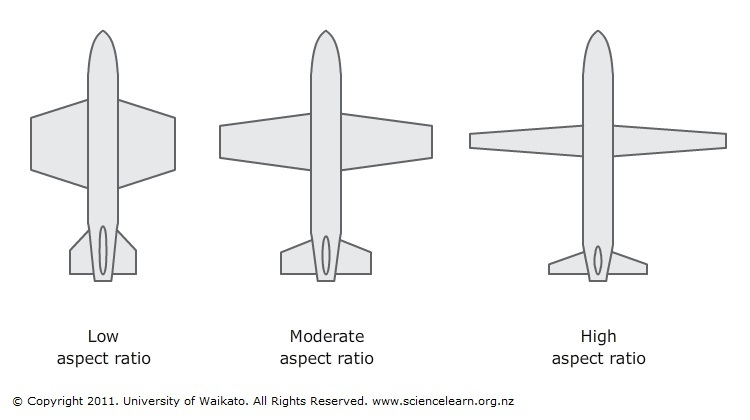 Low
aspect ratio
Moderate
aspect ratio
High
aspect ratio
© Copyright 2011. University of Waikato. All Rights Reserved. www.sciencelearn.org.nz